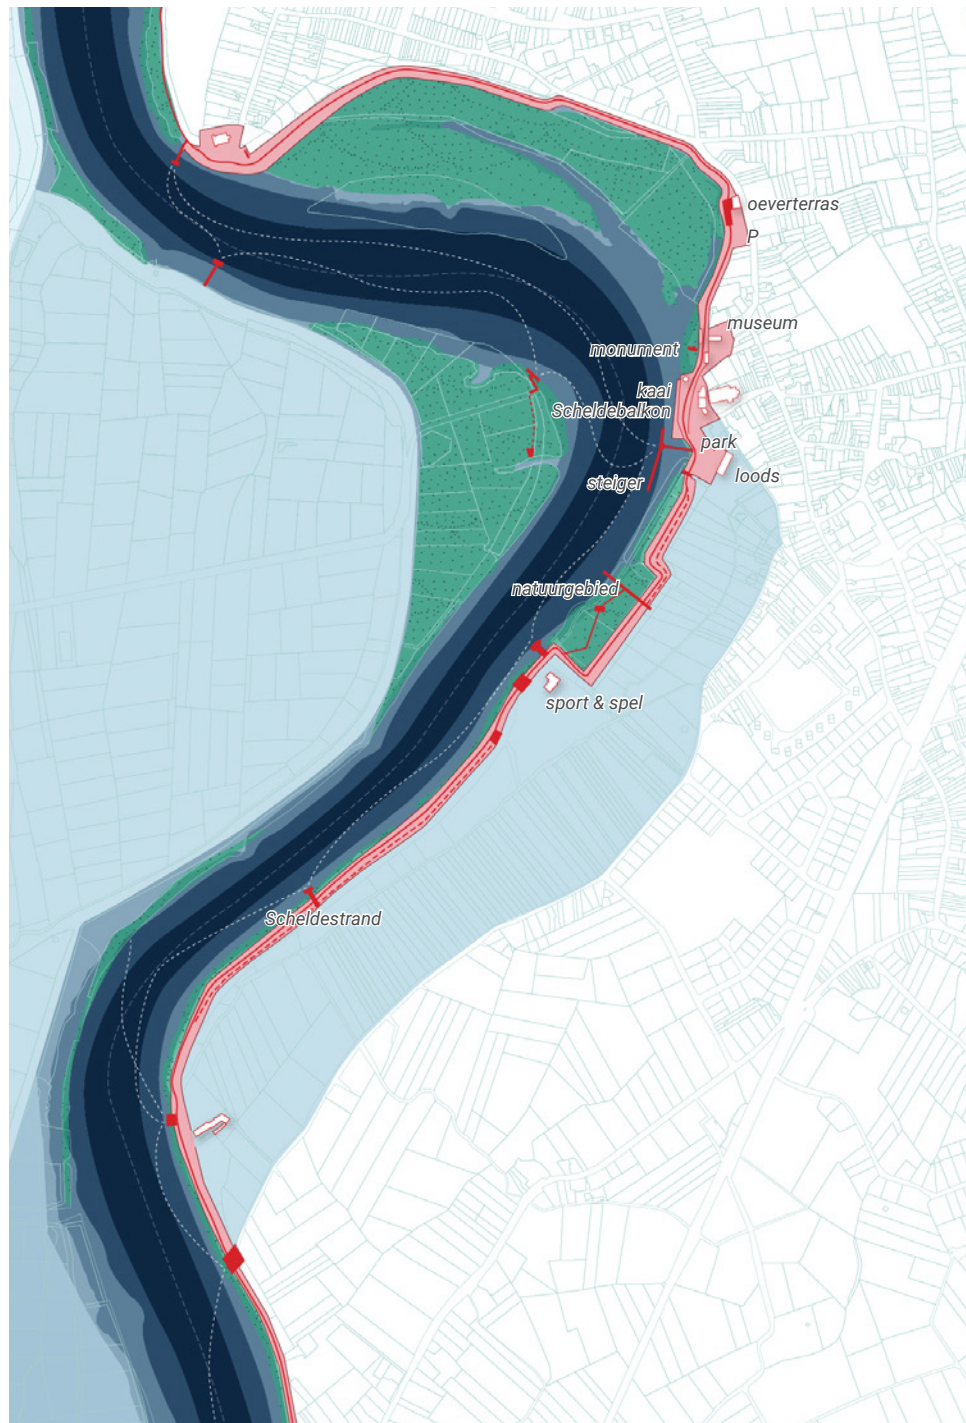 oeverterras
P
museum
monument
kaai
Scheldebalkon
park
loods
steiger
natuurgebied
sport & spel
Scheldestrand